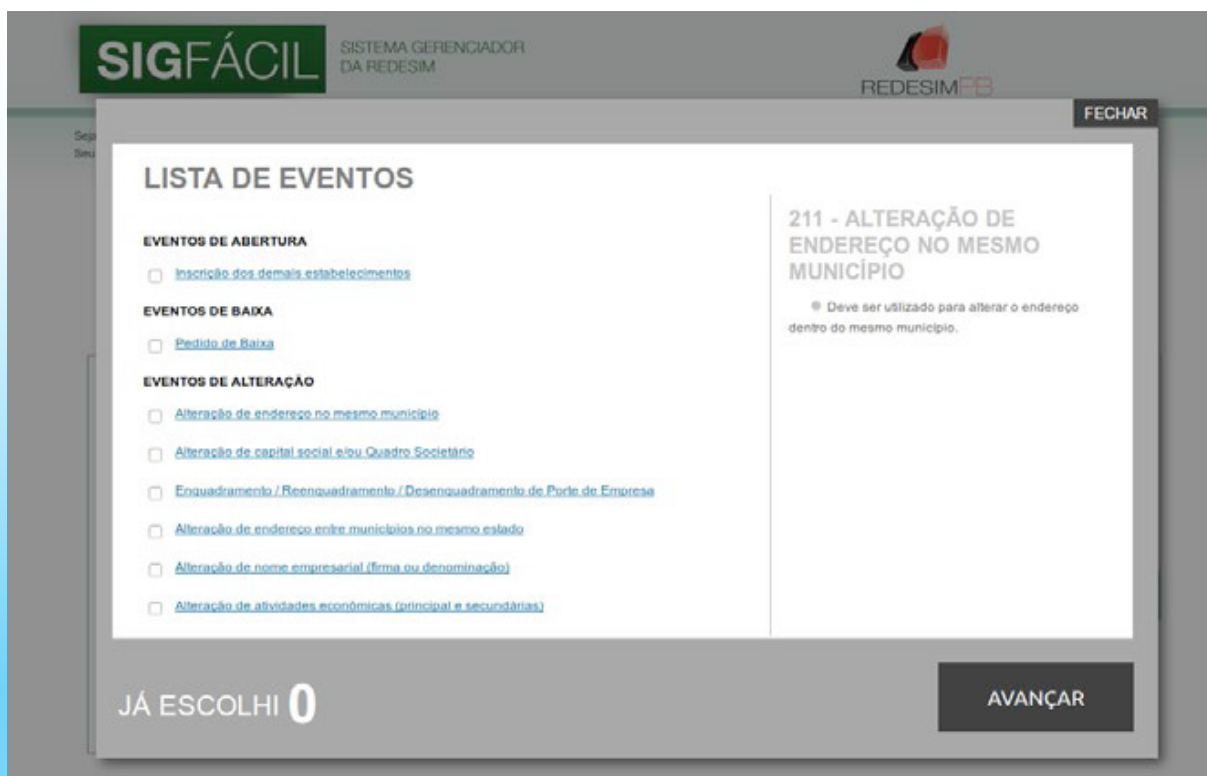 SIGFÁCIL
SISTEMA GERENCIADOR
DA REDESIM
REDESIMPB
FECHAR
Seja
Seu
LISTA DE EVENTOS
EVENTOS DE ABERTURA
Inscrição dos demais estabelecimentos
EVENTOS DE BAIXA
Pedido de Baixa
EVENTOS DE ALTERAÇÃO
Alteração de endereço no mesmo município
Alteração de capital social e/ou Quadro Societário
Enquadramento / Reenquadramento / Desenquadramento de Porte de Empresa
Alteração de endereço entre municípios no mesmo estado
Alteração de nome empresarial (firma ou denominação)
Alteração de atividades econômicas (principal e secundárias)
211 - ALTERAÇÃO DE
ENDEREÇO NO MESMO
MUNICÍPIO
Deve ser utilizado para alterar o endereço
dentro do mesmo município.
JÁ ESCOLHI 0
AVANÇAR